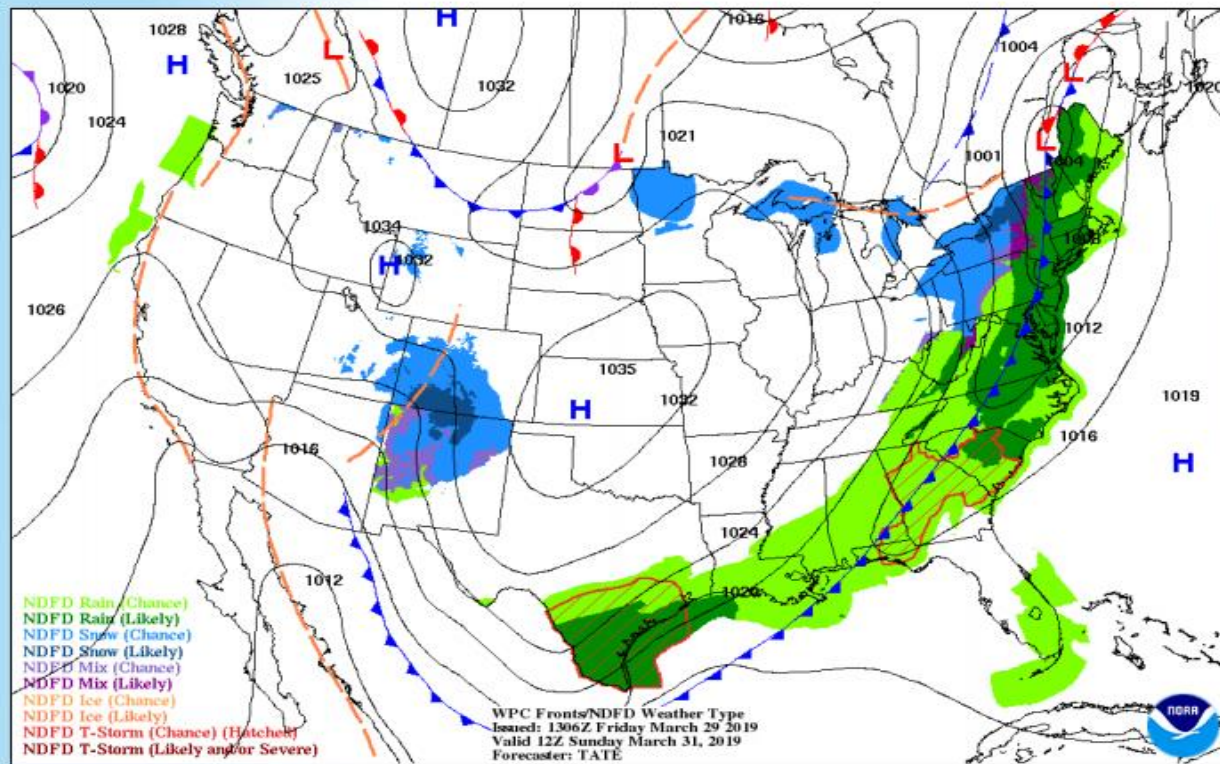 H
1016
1028
H
L
1004
L
1020
1025
1032
1020
1024
1021
L
1001
L
1004
1034
H
1032
1008
1026
1012
1035
1032
H
1019
1016
1016
1028
H
1024
1012
1020
NDFD Rain (Chance)
NDFD Rain (Likely)
NDFD Snow (Chance)
NDFD Snow (Likely)
NDFD Mix (Chance)
NDFD Mix (Likely)
NDFD Ice (Chance)
NDFD Ice (Likely)
NDFD T-Storm (Chance) (Hatched)
NDFD T-Storm (Likely and/or Severe)
WPC Fronts/NDFD Weather Type
Issued: 1306Z Friday March 29 2019
Valid 12Z Sunday March 31, 2019
Forecaster: TATE
NOAA